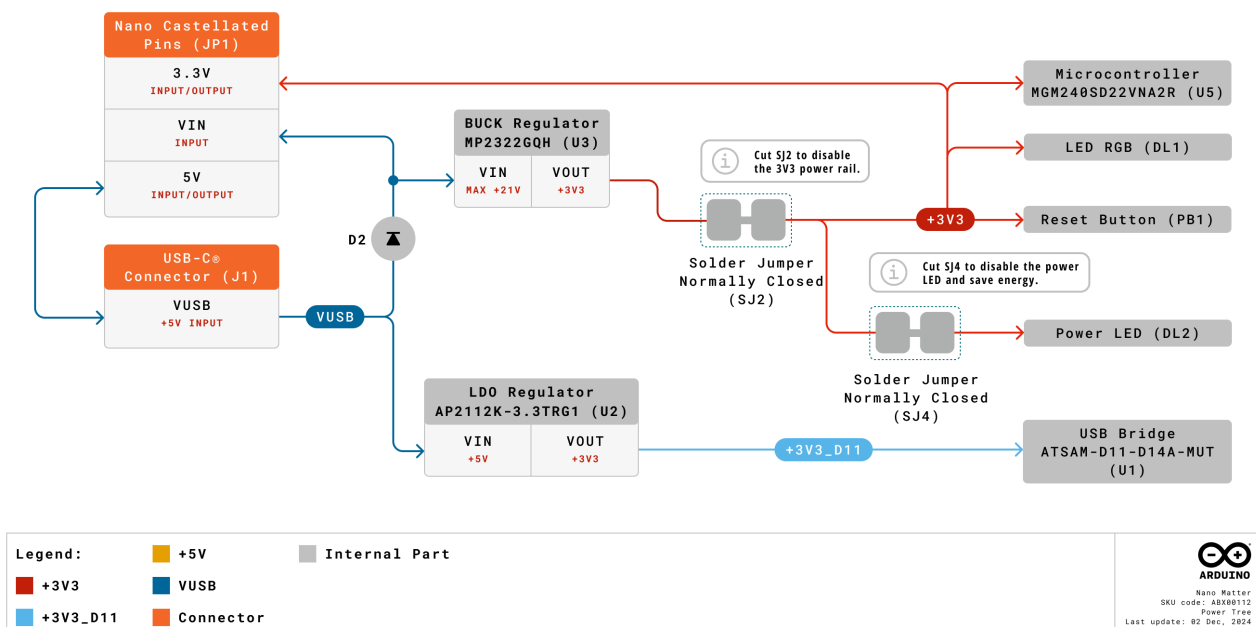 Nano Castellated
Pins (JP1)
3.3V
INPUT/OUTPUT
VIN
INPUT
5V
INPUT/OUTPUT
USB-C®
Connector (J1)
VUSB
+5V INPUT
VUSB
D2
BUCK Regulator
MP2322GQH (U3)
VIN
MAX +21V
VOUT
+3V3
Cut SJ2 to disable
the 3V3 power rail.
Solder Jumper
Normally Closed
(SJ2)
+3V3
Microcontroller
MGM240SD22VNA2R (U5)
LED RGB (DL1)
Reset Button (PB1)
Cut SJ4 to disable the power
LED and save energy.
Solder Jumper
Normally Closed
(SJ4)
Power LED (DL2)
LDO Regulator
AP2112K-3.3TRG1 (U2)
VIN
+5V
VOUT
+3V3
+3V3_D11
USB Bridge
ATSAM-D11-D14A-MUT
(U1)
Legend:
+3V3
+3V3_D11
+5V
VUSB
Connector
Internal Part
ARDUINO
Nano Matter
SKU code: ABX00112
Power Tree
Last update: 02 Dec, 2024